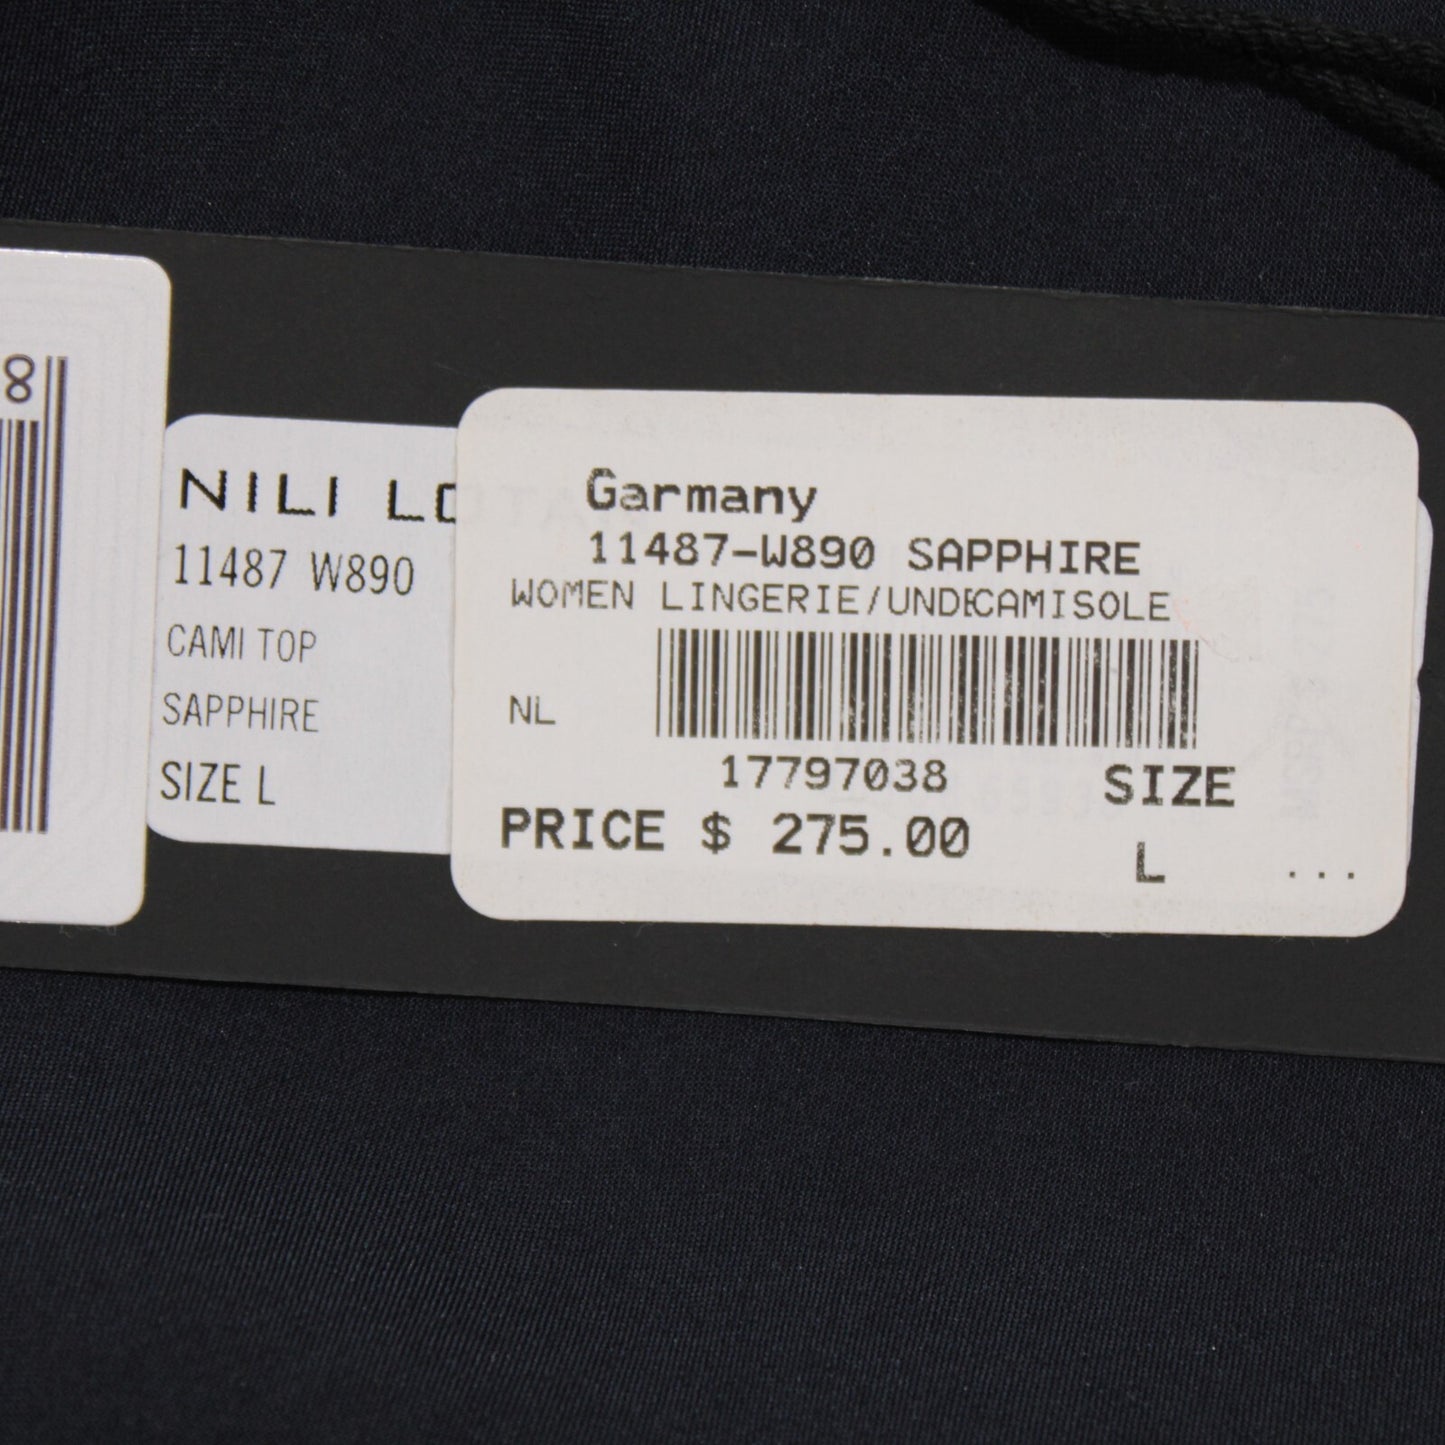 8
NILI LO
11487 W890
CAMI TOP
SAPPHIRE
SIZE L
Garmany
11487-W890 SAPPHIRE
WOMEN LINGERIE/UNDECAMISOLE
NL
17797038
SIZE
PRICE $ 275.00
L
...